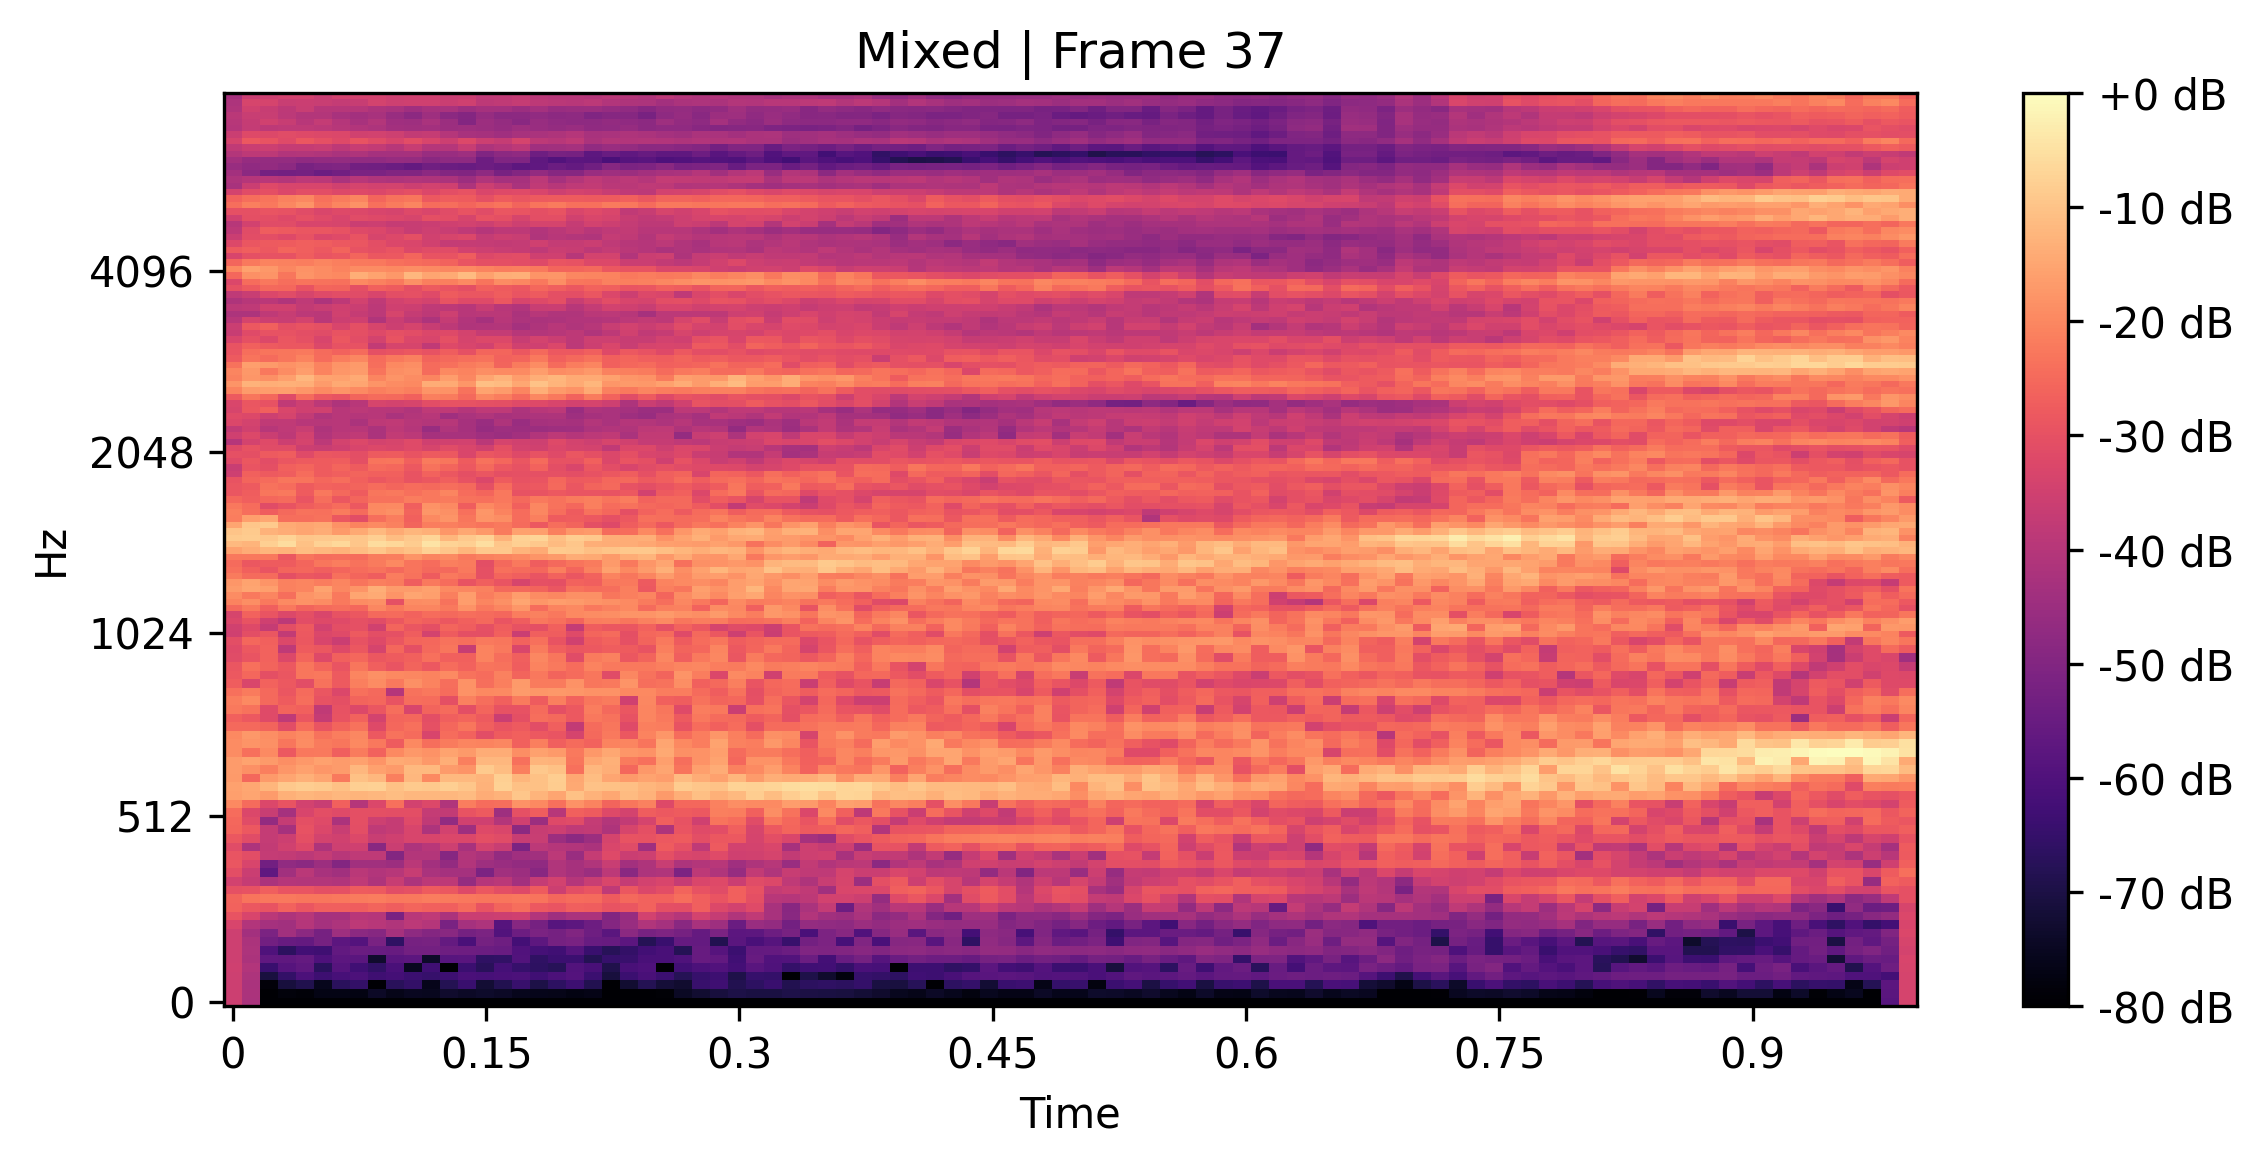 Mixed | Frame 37
Hz
4096
2048
1024
512
0
0 0.15 0.3 0.45 0.6 0.75 0.9
Time
+0 dB
-10 dB
-20 dB
-30 dB
-40 dB
-50 dB
-60 dB
-70 dB
-80 dB